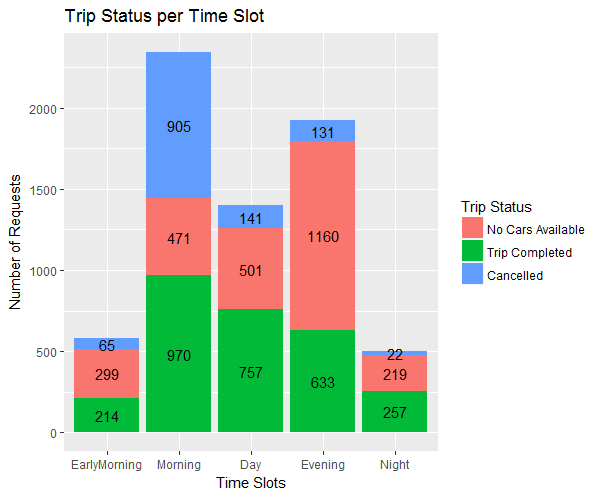 Trip Status per Time Slot
Number of Requests
2000
1500
1000
500
0
65
299
214
905
471
970
141
501
757
131
1160
633
22
219
257
EarlyMorning
Morning
Day
Evening
Night
Time Slots
Trip Status
No Cars Available
Trip Completed
Cancelled